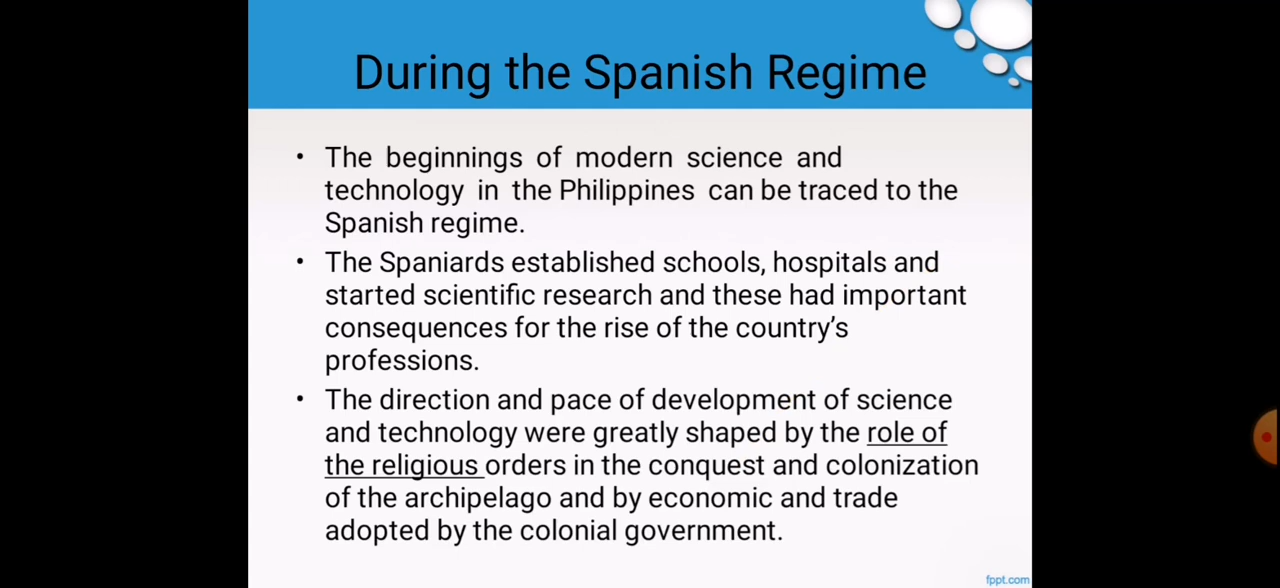 During the Spanish Regime
• The beginnings of modern science and
technology in the Philippines can be traced to the
Spanish regime.
• The Spaniards established schools, hospitals and
started scientific research and these had important
consequences for the rise of the country’s
professions.
• The direction and pace of development of science
and technology were greatly shaped by the role of
the religious orders in the conquest and colonization
of the archipelago and by economic and trade
adopted by the colonial government.
fppt.com